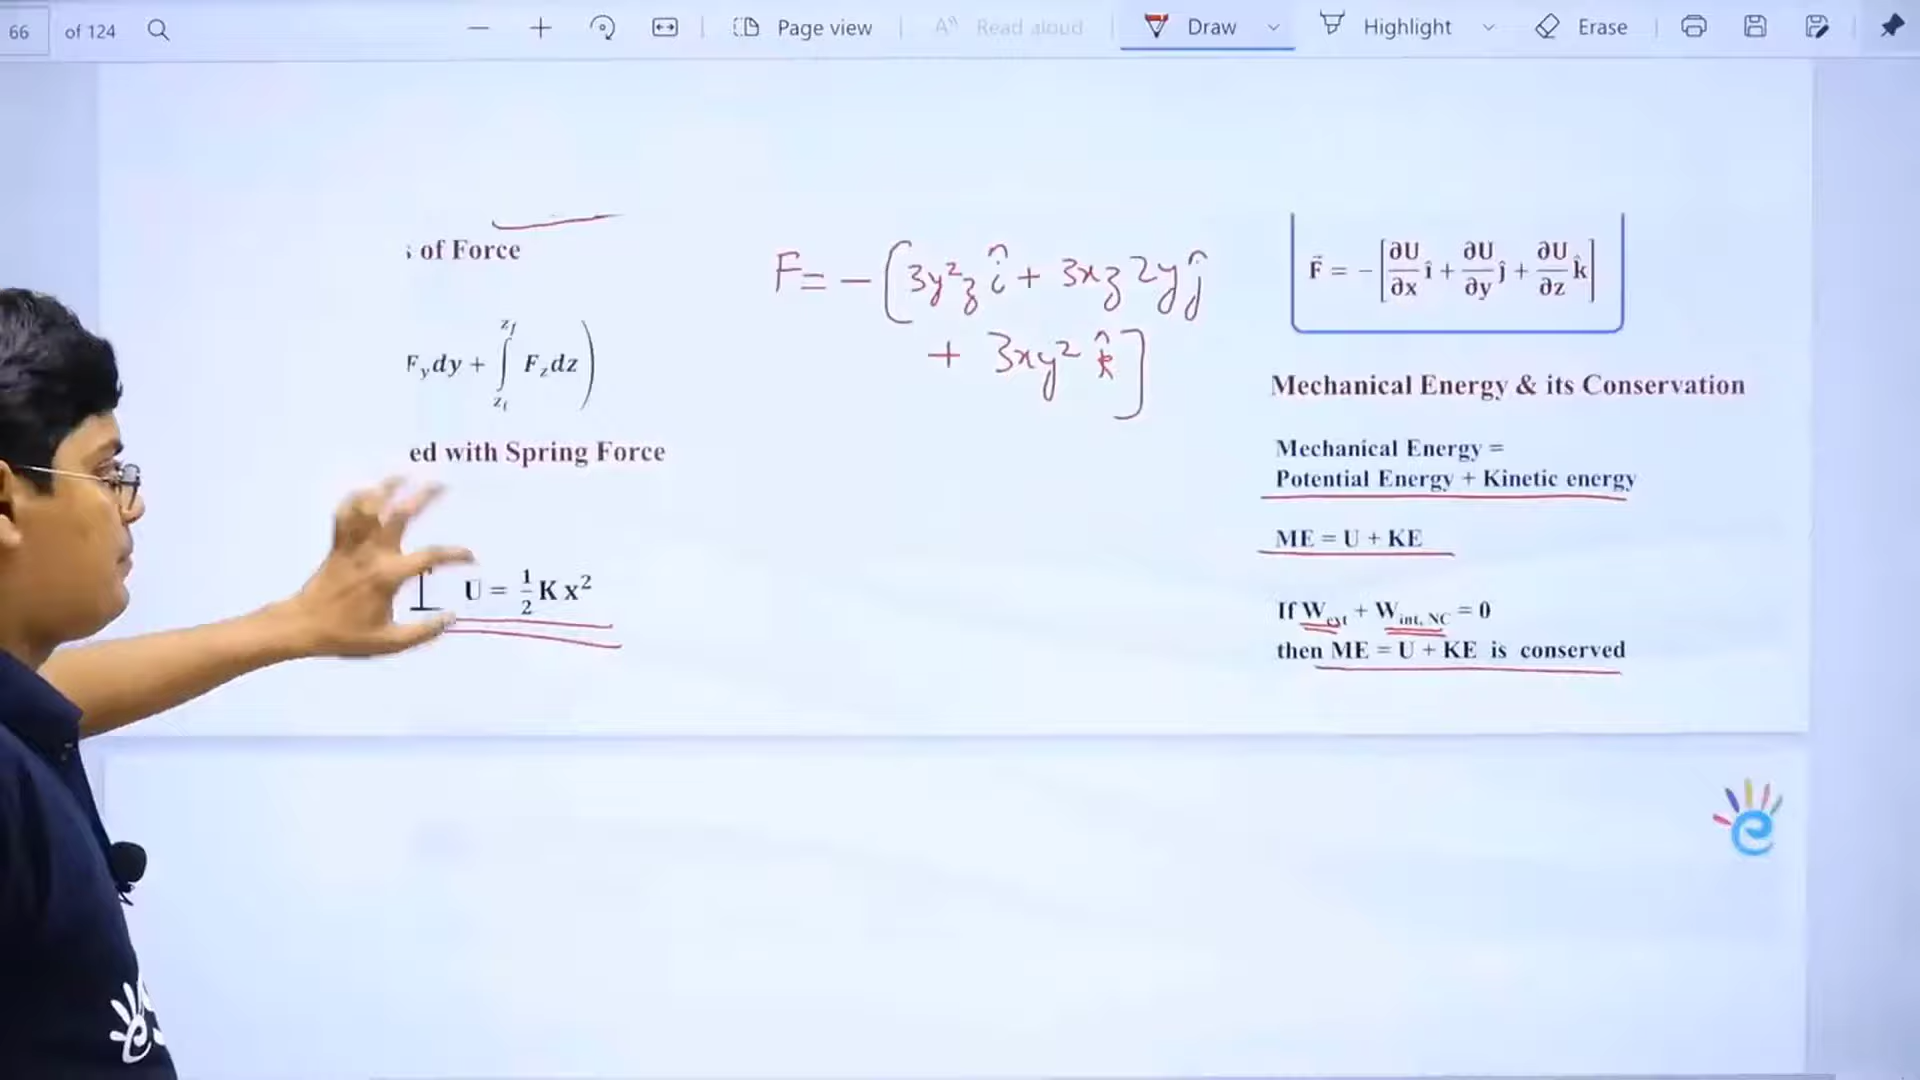 66 of 124 Page view Read aloud Draw Highlight Erase
of Force
F_y dy + ∫_{z_i}^{z_f} F_z dz )
ed with Spring Force
U = 1/2 K x²
F = - [ 3y²z î + 3xz 2y ĵ
+ 3xy² k̂ ]
F⃗ = - [ ∂U/∂x î + ∂U/∂y ĵ + ∂U/∂z k̂ ]
Mechanical Energy & its Conservation
Mechanical Energy =
Potential Energy + Kinetic energy
ME = U + KE
If W_ext + W_int, NC = 0
then ME = U + KE is conserved